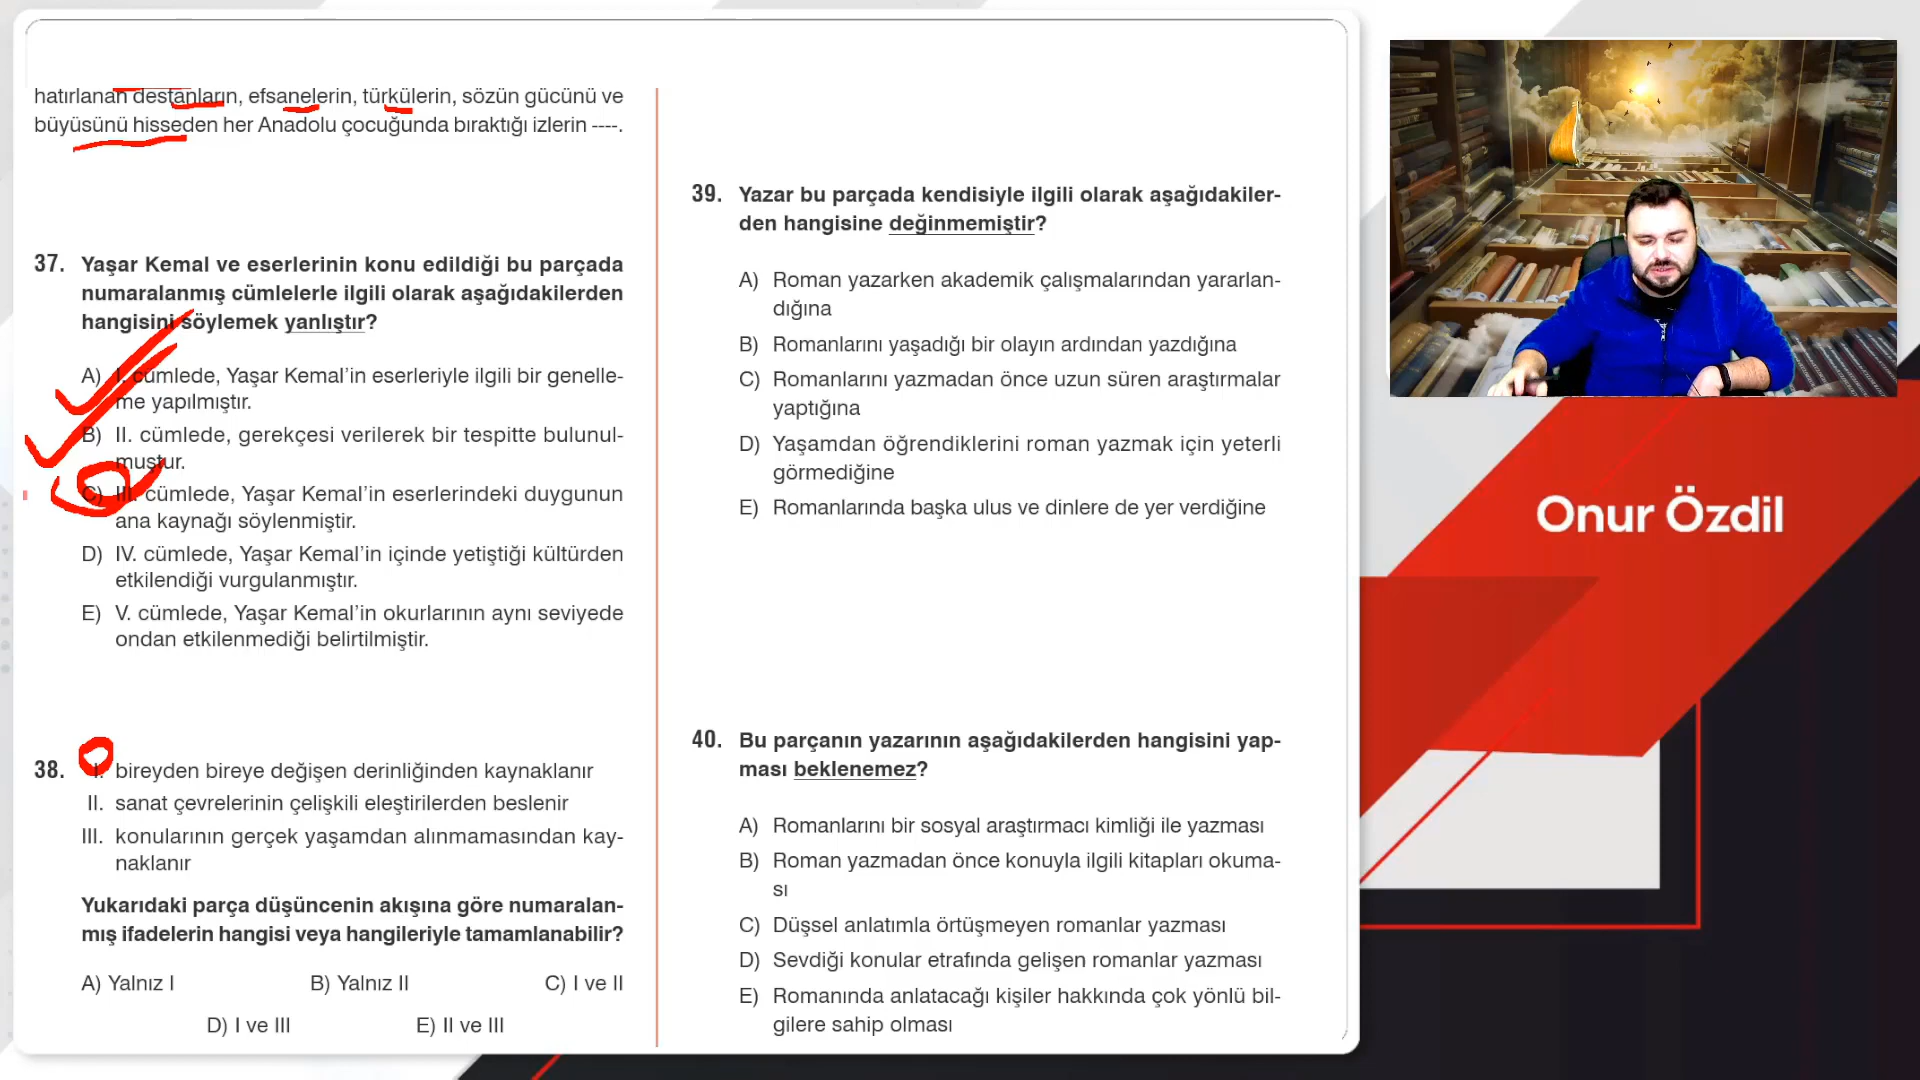 hatırlanan destanların, efsanelerin, türkülerin, sözün gücünü ve
büyüsünü hisseden her Anadolu çocuğunda bıraktığı izlerin ----.
37. Yaşar Kemal ve eserlerinin konu edildiği bu parçada
numaralanmış cümlelerle ilgili olarak aşağıdakilerden
hangisini söylemek yanlıştır?
A) I. cümlede, Yaşar Kemal’in eserleriyle ilgili bir genelle-
me yapılmıştır.
B) II. cümlede, gerekçesi verilerek bir tespitte bulunul-
muştur.
C) III. cümlede, Yaşar Kemal’in eserlerindeki duygunun
ana kaynağı söylenmiştir.
D) IV. cümlede, Yaşar Kemal’in içinde yetiştiği kültürden
etkilendiği vurgulanmıştır.
E) V. cümlede, Yaşar Kemal’in okurlarının aynı seviyede
ondan etkilenmediği belirtilmiştir.
38. I. bireyden bireye değişen derinliğinden kaynaklanır
II. sanat çevrelerinin çelişkili eleştirilerden beslenir
III. konularının gerçek yaşamdan alınmamasından kay-
naklanır
Yukarıdaki parça düşüncenin akışına göre numaralan-
mış ifadelerin hangisi veya hangileriyle tamamlanabilir?
A) Yalnız I B) Yalnız II C) I ve II
D) I ve III E) II ve III
39. Yazar bu parçada kendisiyle ilgili olarak aşağıdakiler-
den hangisine değinmemiştir?
A) Roman yazarken akademik çalışmalarından yararlan-
dığına
B) Romanlarını yaşadığı bir olayın ardından yazdığına
C) Romanlarını yazmadan önce uzun süren araştırmalar
yaptığına
D) Yaşamdan öğrendiklerini roman yazmak için yeterli
görmediğine
E) Romanlarında başka ulus ve dinlere de yer verdiğine
40. Bu parçanın yazarının aşağıdakilerden hangisini yap-
ması beklenemez?
A) Romanlarını bir sosyal araştırmacı kimliği ile yazması
B) Roman yazmadan önce konuyla ilgili kitapları okuma-
sı
C) Düşsel anlatımla örtüşmeyen romanlar yazması
D) Sevdiği konular etrafında gelişen romanlar yazması
E) Romanında anlatacağı kişiler hakkında çok yönlü bil-
gilere sahip olması
Onur Özdil